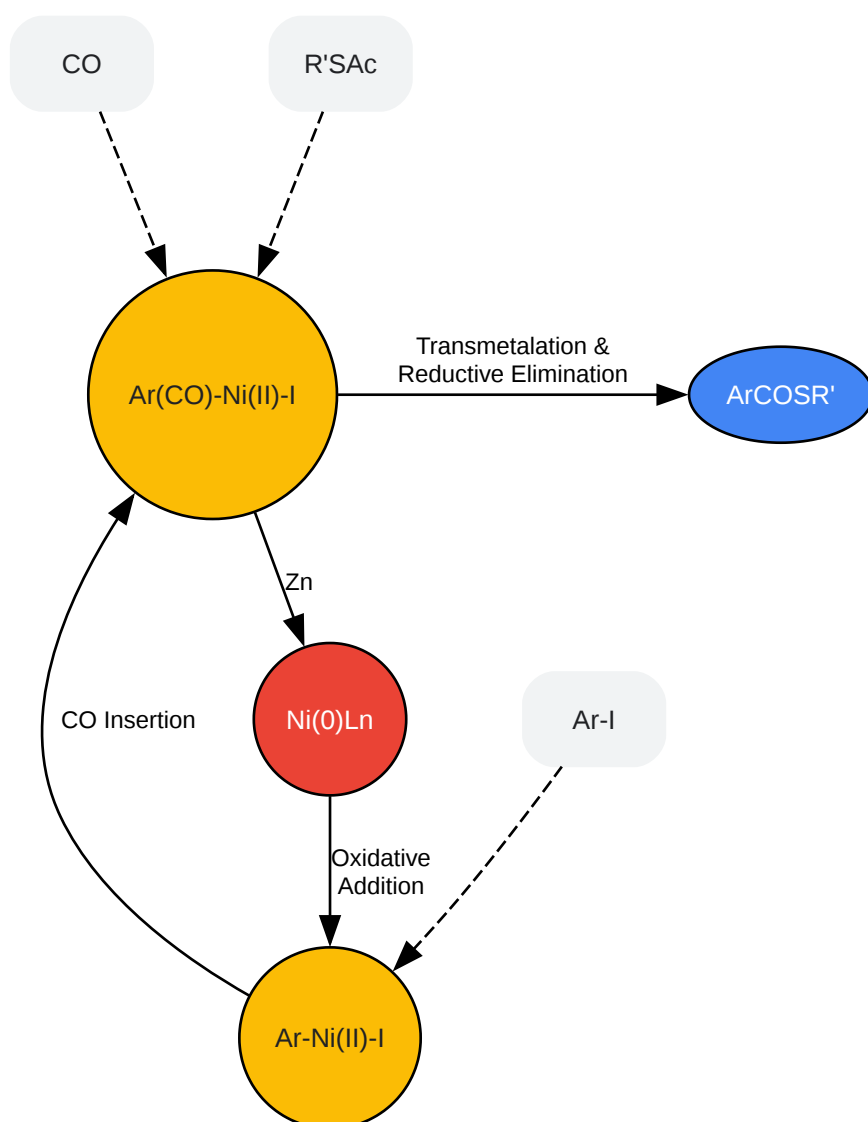 CO
R'SAc
Transmetalation &
Reductive Elimination
Ar(CO)-Ni(II)-I
ArCOSR'
Zn
CO Insertion
Ni(0)Ln
Ar-I
Oxidative
Addition
Ar-Ni(II)-I